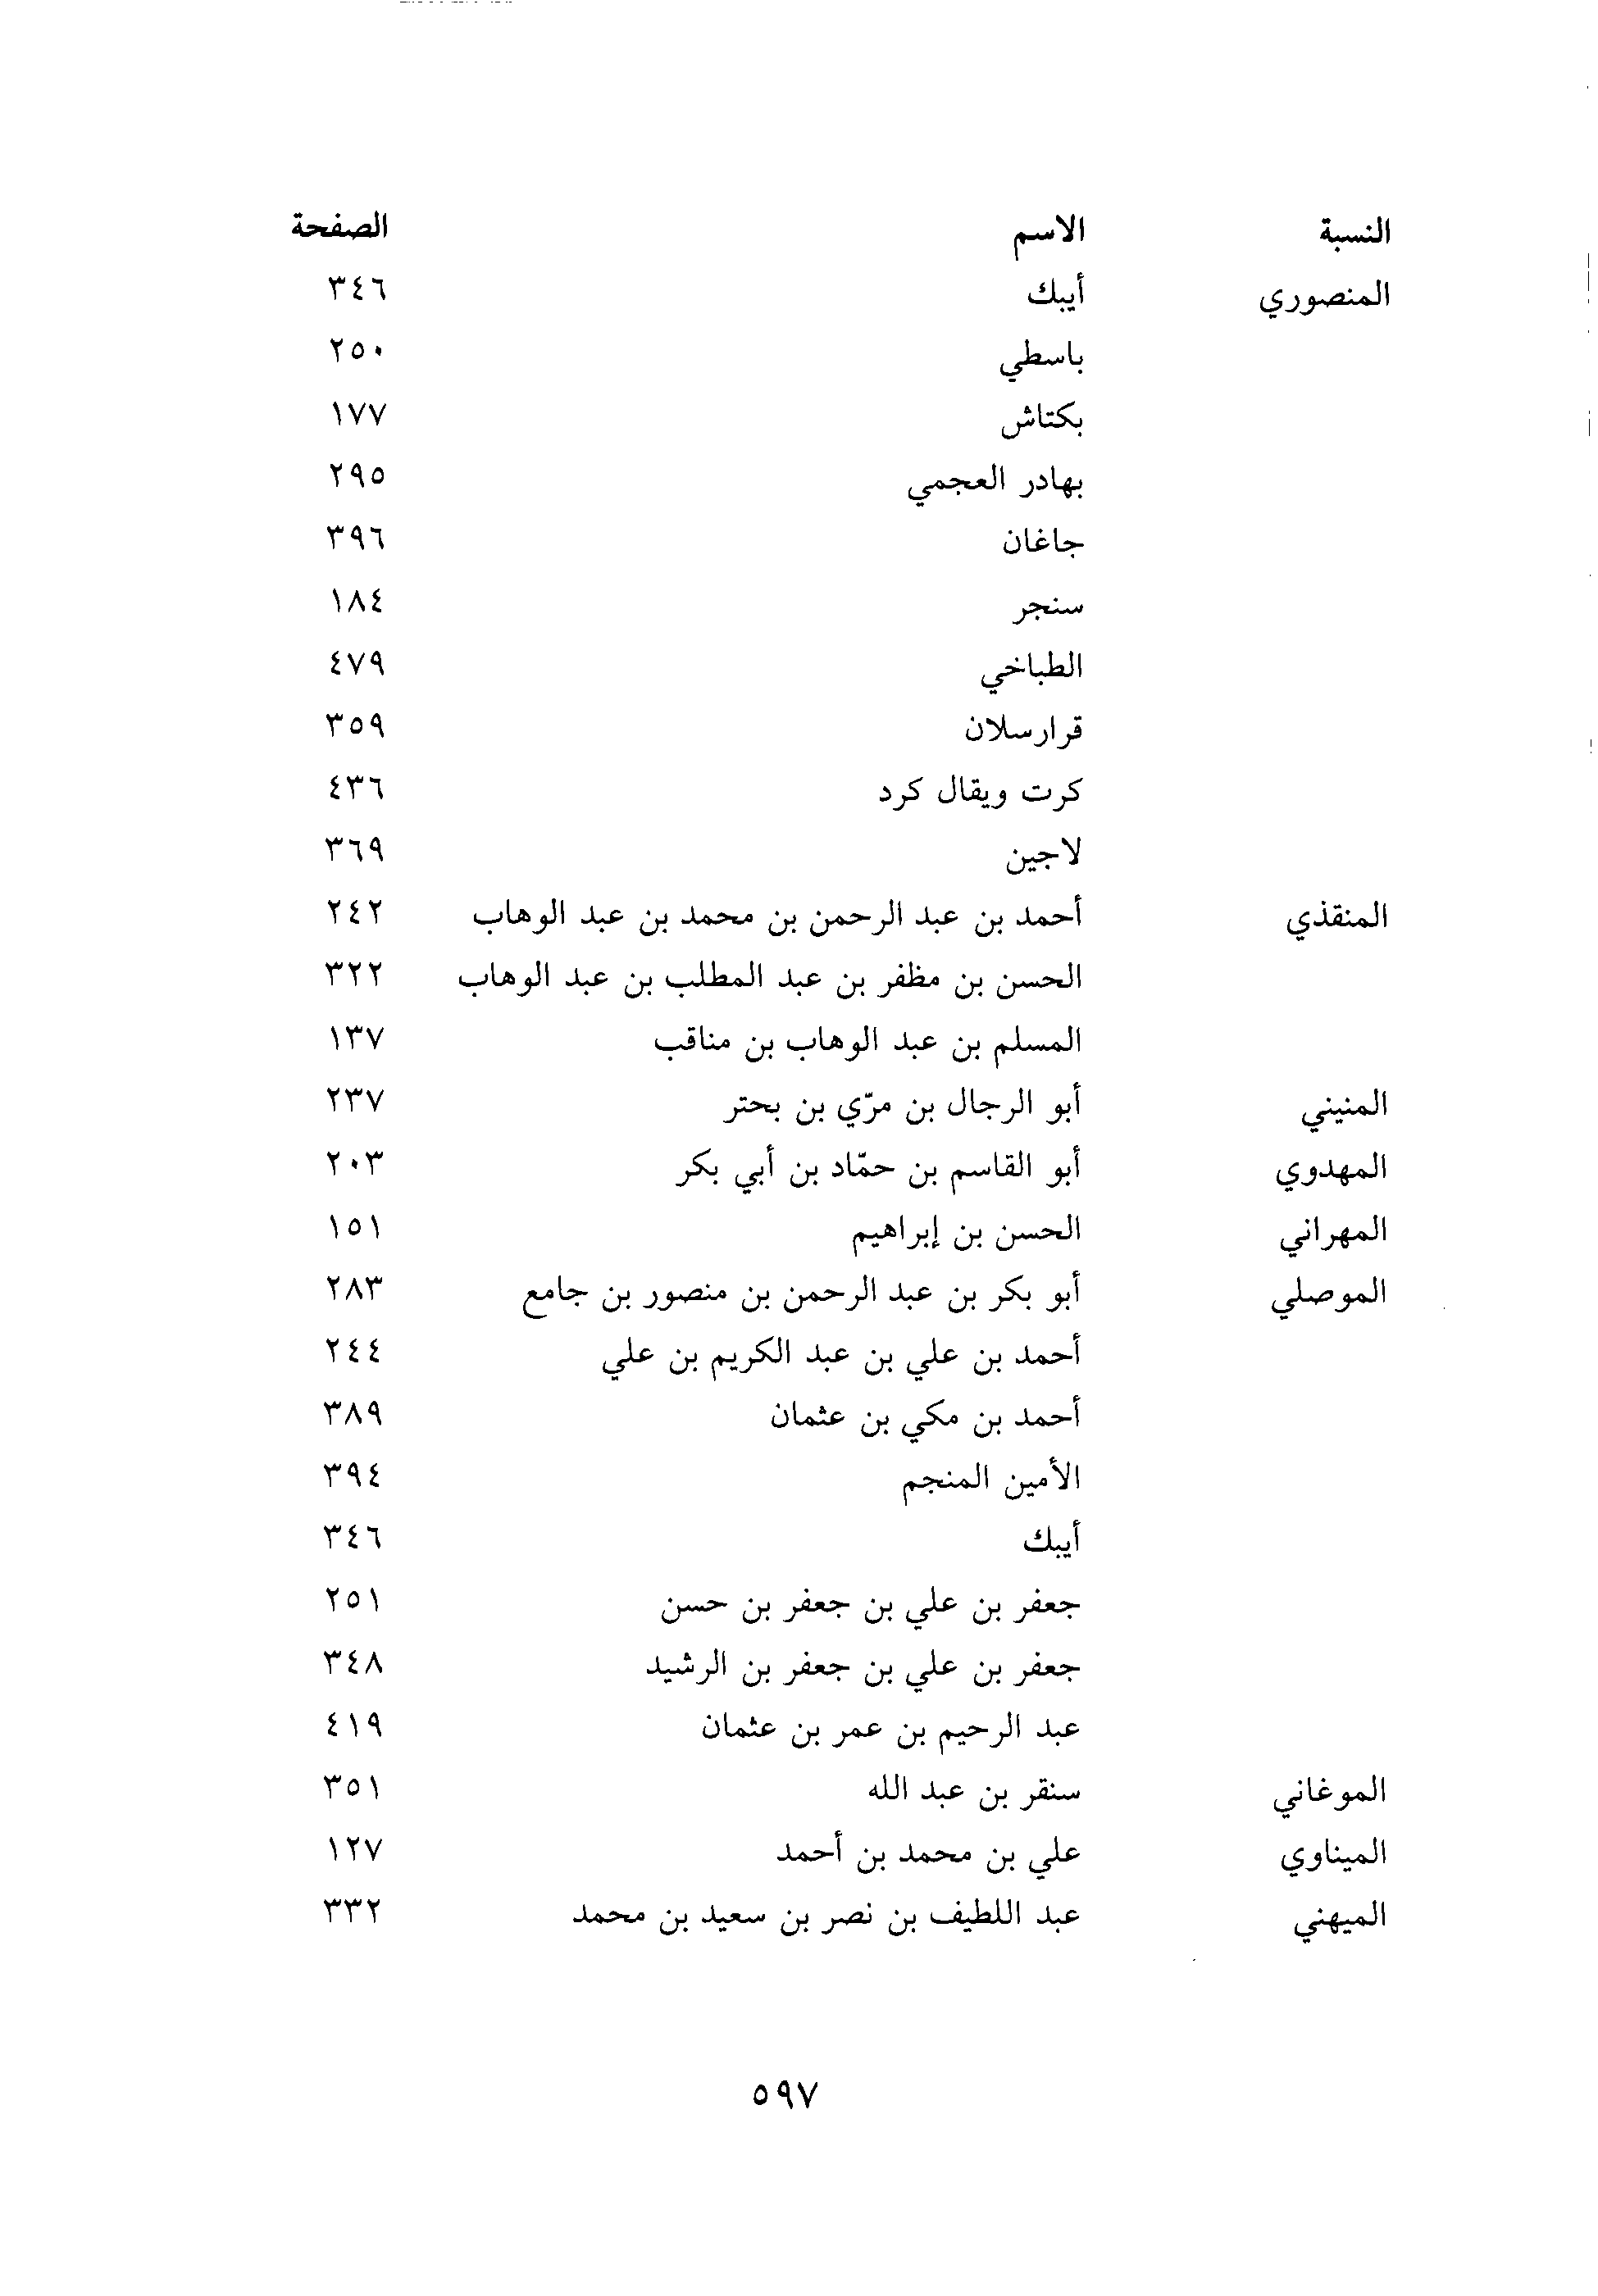 النسبة الاسم الصفحة
المنصوري أيبك ٣٤٦
باسطي ٢٥٠
بكتاش ١٧٧
بهادر العجمي ٢٩٥
جاغان ٣٩٦
سنجر ١٨٤
الطباخي ٤٧٩
قرارسلان ٣٥٩
كرت ويقال كرد ٤٣٦
لاجين ٣٦٩
المنقذي أحمد بن عبد الرحمن بن محمد بن عبد الوهاب ٢٤٢
الحسن بن مظفر بن عبد المطلب بن عبد الوهاب ٣٢٢
المسلم بن عبد الوهاب بن مناقب ١٣٧
المنيني أبو الرجال بن مرّي بن بحتر ٢٣٧
المهدوي أبو القاسم بن حمّاد بن أبي بكر ٢٠٣
المهراني الحسن بن إبراهيم ١٥١
الموصلي أبو بكر بن عبد الرحمن بن منصور بن جامع ٢٨٣
أحمد بن علي بن عبد الكريم بن علي ٢٤٤
أحمد بن مكي بن عثمان ٣٨٩
الأمين المنجم ٣٩٤
أيبك ٣٤٦
جعفر بن علي بن جعفر بن حسن ٢٥١
جعفر بن علي بن جعفر بن الرشيد ٣٤٨
عبد الرحيم بن عمر بن عثمان ٤١٩
الموغاني سنقر بن عبد الله ٣٥١
الميناوي علي بن محمد بن أحمد ١٢٧
الميهني عبد اللطيف بن نصر بن سعيد بن محمد ٣٣٢
٥٩٧